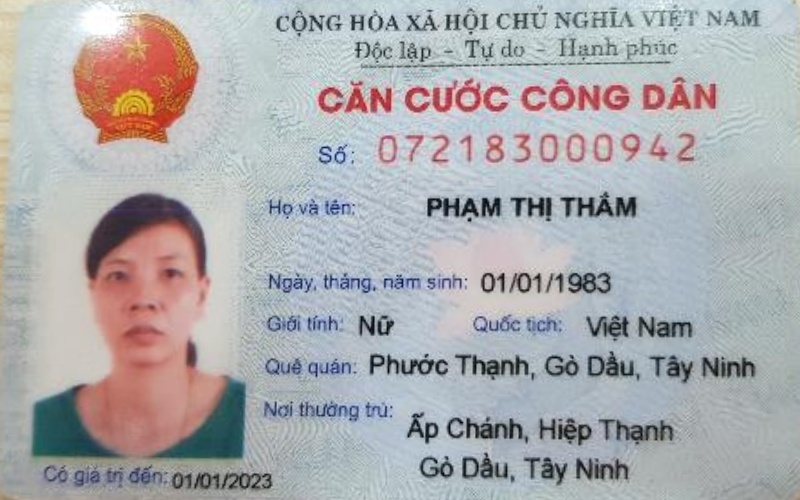 CỘNG HÒA XÃ HỘI CHỦ NGHĨA VIỆT NAM
Độc lập - Tự do - Hạnh phúc
CĂN CƯỚC CÔNG DÂN
Số: 072183000942
Họ và tên: PHẠM THỊ THẮM
Ngày, tháng, năm sinh: 01/01/1983
Giới tính: Nữ Quốc tịch: Việt Nam
Quê quán: Phước Thạnh, Gò Dầu, Tây Ninh
Nơi thường trú: Ấp Chánh, Hiệp Thạnh
Gò Dầu, Tây Ninh
Có giá trị đến: 01/01/2023